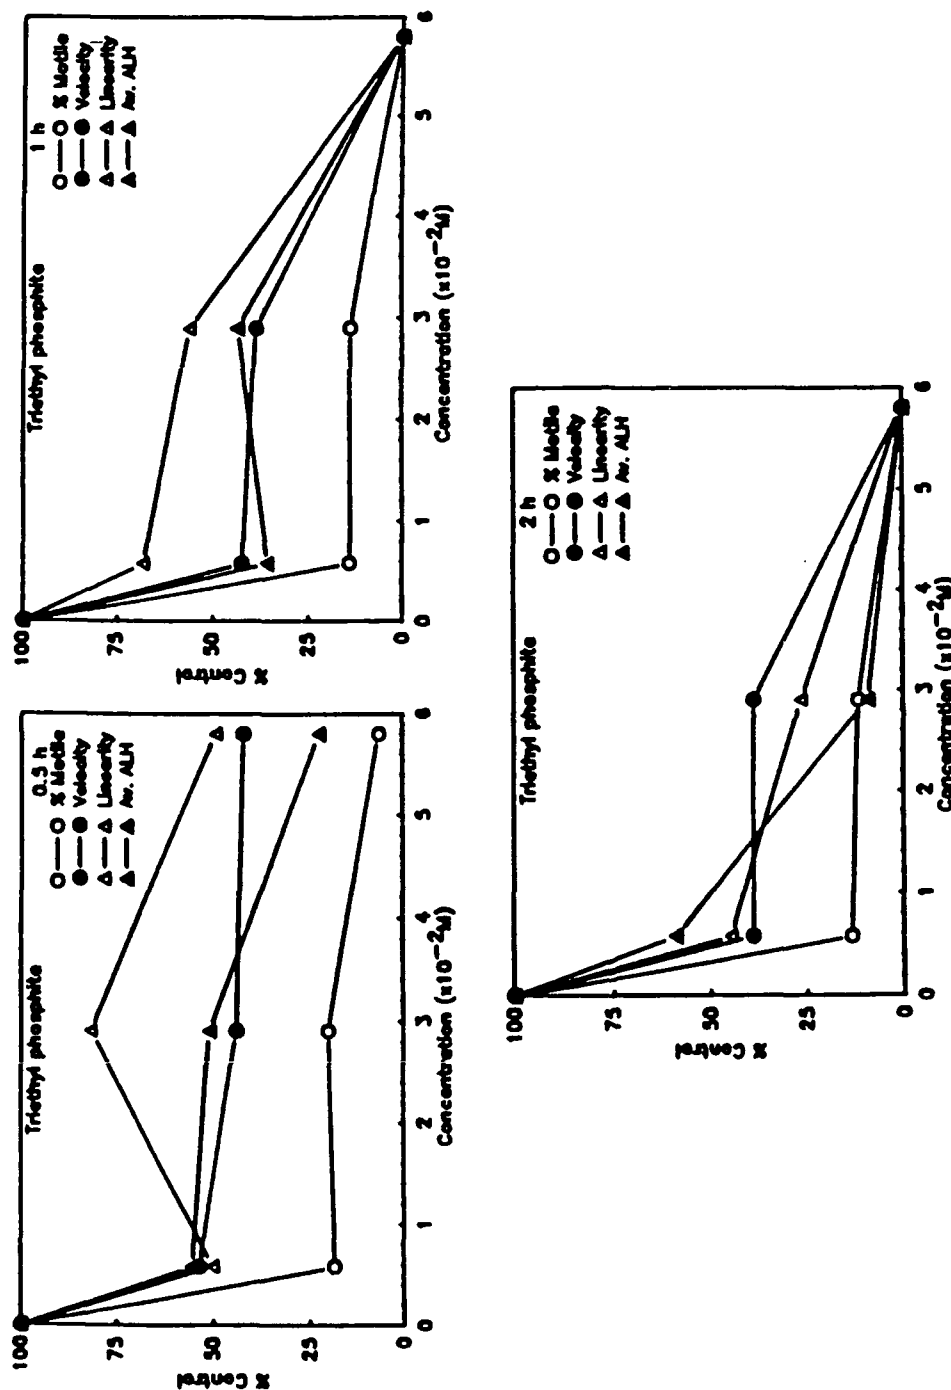 Triethyl phosphite
0.5 h
% Motile
Velocity
Linearity
Av. ALH
% Control
100
75
50
25
0
0
1
2
3
4
5
6
Concentration (x10⁻²M)
Triethyl phosphite
1 h
% Motile
Velocity
Linearity
Av. ALH
% Control
100
75
50
25
0
0
1
2
3
4
5
6
Concentration (x10⁻²M)
Triethyl phosphite
2 h
% Motile
Velocity
Linearity
Av. ALH
% Control
100
75
50
25
0
0
1
2
3
4
5
6
Concentration (x10⁻²M)